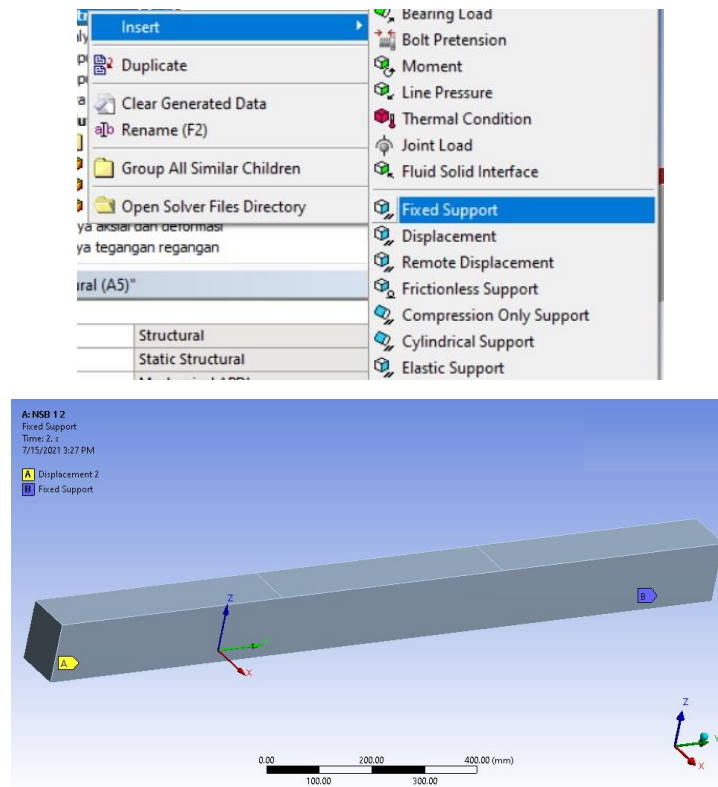 Bearing Load
Insert
Bolt Pretension
Moment
Duplicate
Line Pressure
Clear Generated Data
Thermal Condition
Rename (F2)
Joint Load
Group All Similar Children
Fluid Solid Interface
Open Solver Files Directory
Fixed Support
ya aksial dan deformasi
Displacement
ya tegangan regangan
Remote Displacement
ural (A5)"
Frictionless Support
Compression Only Support
Structural
Cylindrical Support
Static Structural
Elastic Support
A: NSB 1 2
Fixed Support
Time: 2. s
7/15/2021 3:27 PM
A Displacement 2
B Fixed Support
Z
B
A
X
Z
Y
X
0.00 200.00 400.00 (mm)
100.00 300.00